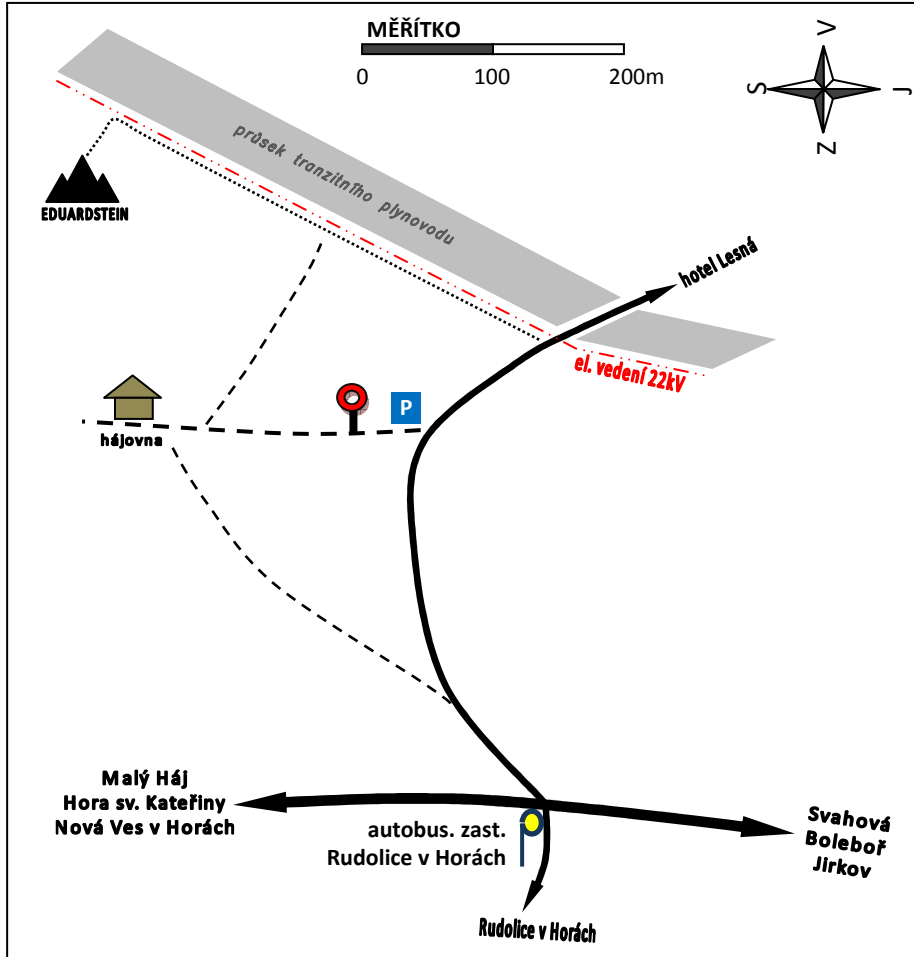 MĚŘÍTKO
0 100 200m
V
S
J
Z
průsek tranzitního plynovodu
EDUARDSTEIN
hotel Lesná
el. vedení 22kV
P
hájovna
Malý Háj
Hora sv. Kateřiny
Nová Ves v Horách
autobus. zast.
Rudolice v Horách
Svahová
Boleboř
Jirkov
Rudolice v Horách